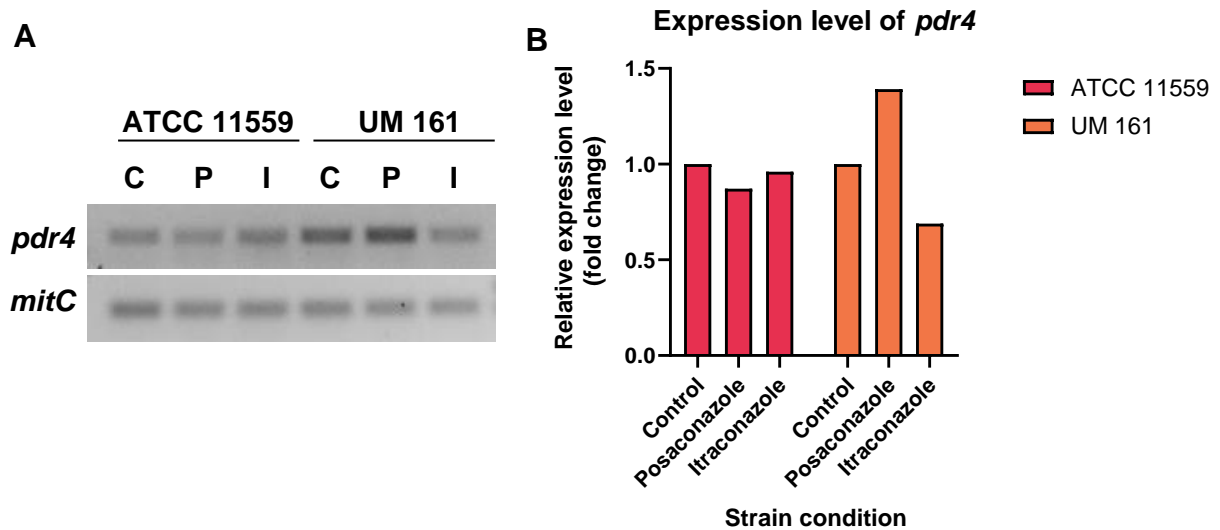 A
ATCC 11559 UM 161
C P I C P I
pdr4
mitC
B
Expression level of pdr4
Relative expression level
(fold change)
1.5
1.0
0.5
0.0
Control
Posaconazole
Itraconazole
Control
Posaconazole
Itraconazole
Strain condition
ATCC 11559
UM 161